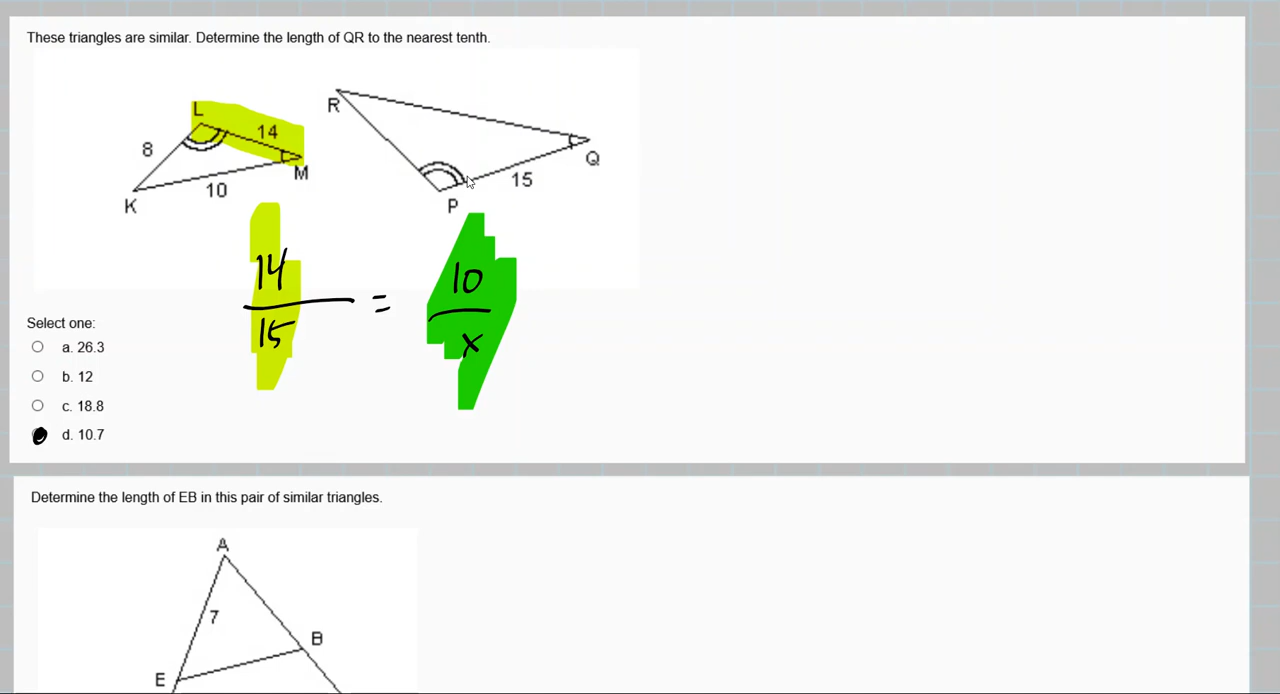 These triangles are similar. Determine the length of QR to the nearest tenth.
L
14
8
M
10
K
R
Q
15
P
14
15
=
10
x
Select one:
a. 26.3
b. 12
c. 18.8
d. 10.7
Determine the length of EB in this pair of similar triangles.
A
7
B
E